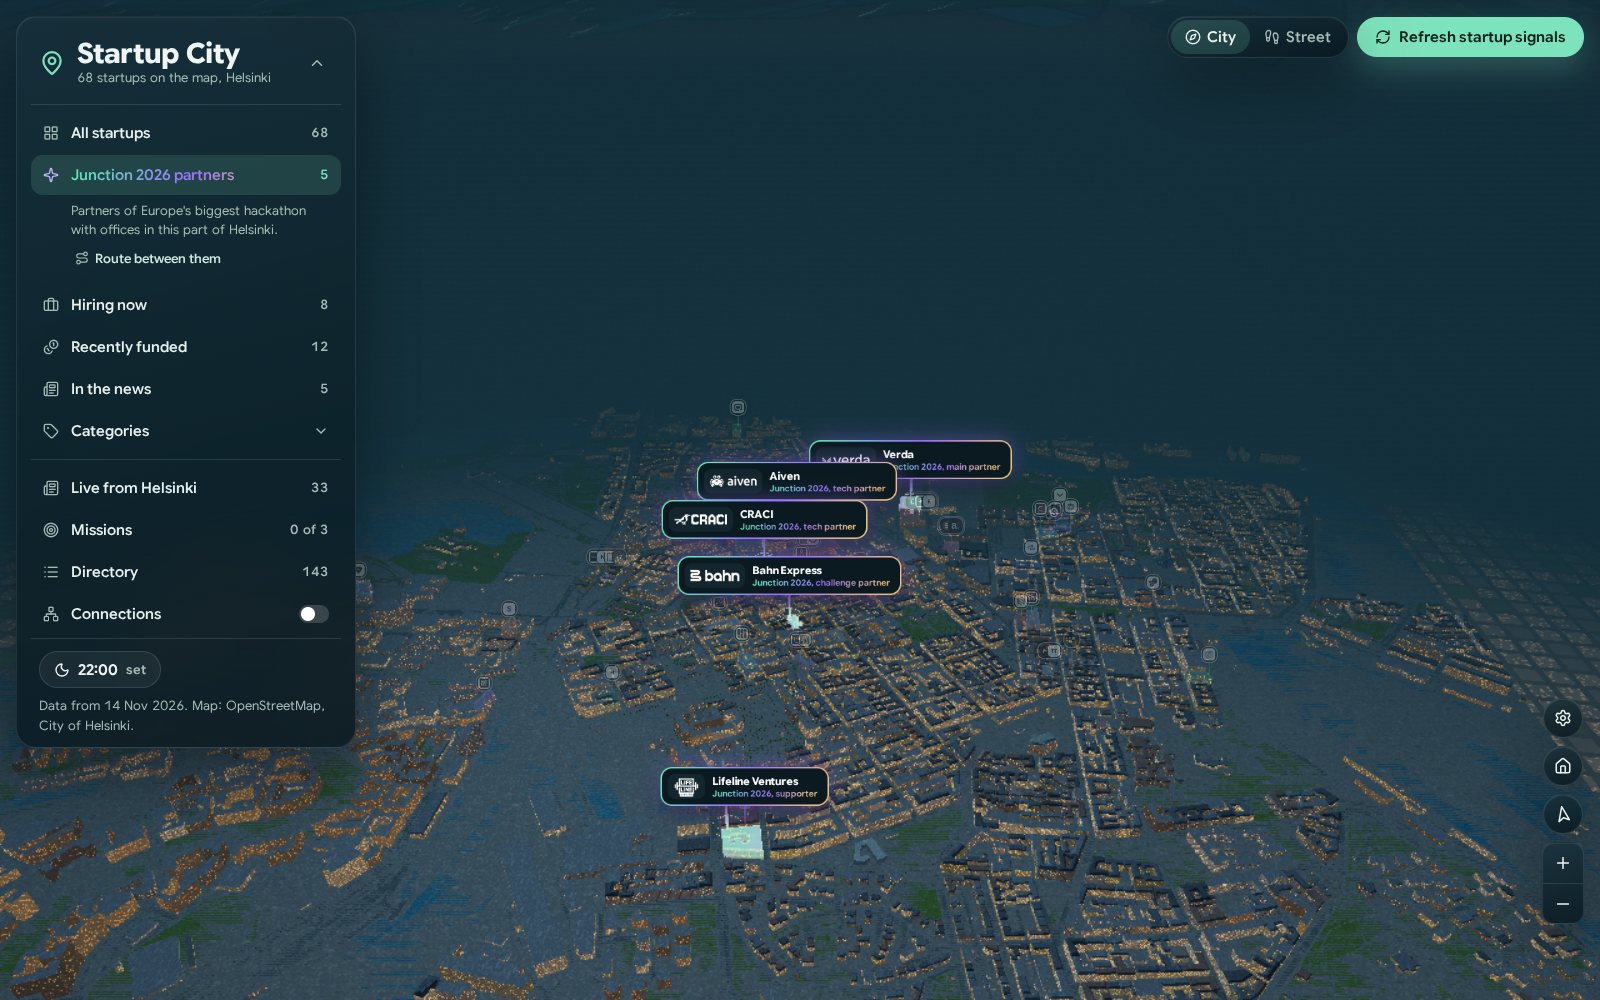 Startup City
68 startups on the map, Helsinki
City
Street
Refresh startup signals
All startups 68
Junction 2026 partners 5
Partners of Europe's biggest hackathon
with offices in this part of Helsinki.
Route between them
Hiring now 8
Recently funded 12
In the news 5
Categories
Live from Helsinki 33
Missions 0 of 3
Directory 143
Connections
22:00 set
Data from 14 Nov 2026. Map: OpenStreetMap,
City of Helsinki.
verda Verda
2026, main partner
aiven Aiven
Junction 2026, tech partner
CRACI CRACI
Junction 2026, tech partner
bahn Bahn Express
Junction 2026, challenge partner
Lifeline Ventures
Junction 2026, supporter